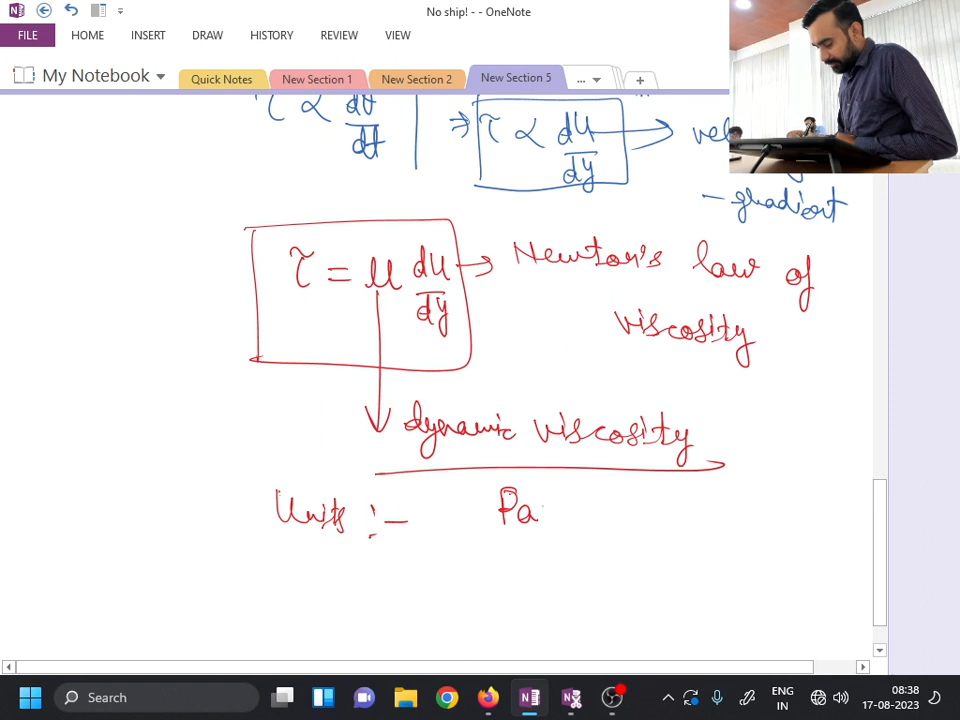 No ship! - - OneNote
FILE HOME INSERT DRAW HISTORY REVIEW VIEW
My Notebook Quick Notes New Section 1 New Section 2 New Section 5 ... +
τ ∝ du/dt ⇒ τ ∝ du/dy → vel
- gradient
τ = μ du/dy → Newton's law of
viscosity
dynamic viscosity
Units :- Pa
Search ENG 08:38
IN 17-08-2023